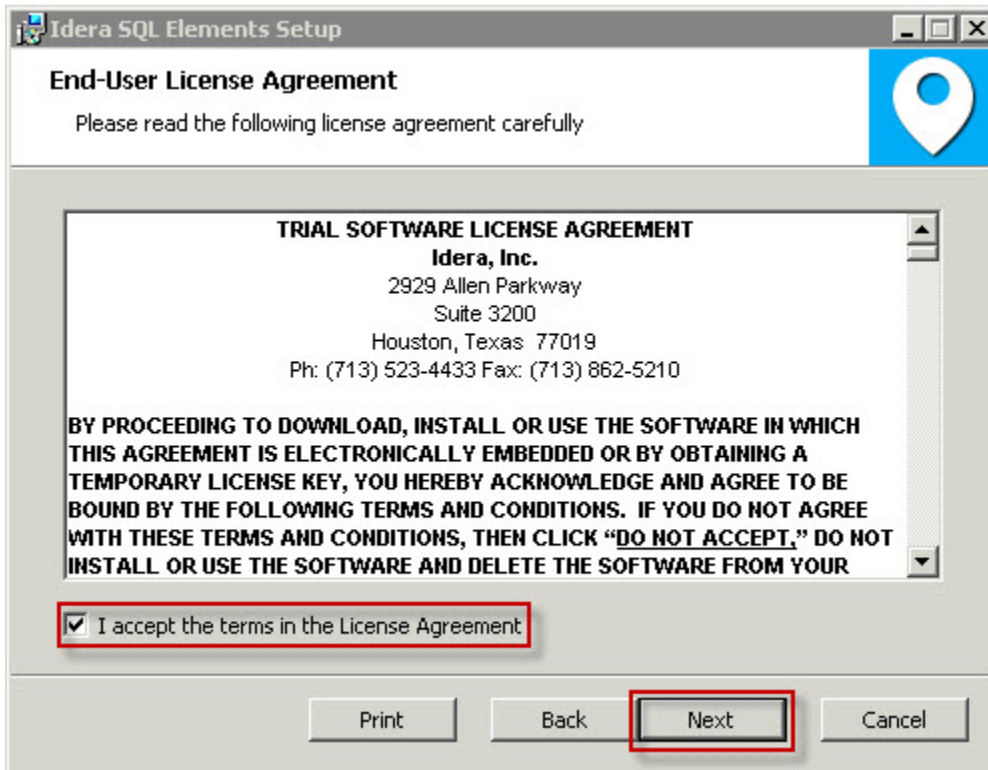 Idera SQL Elements Setup
End-User License Agreement
Please read the following license agreement carefully
TRIAL SOFTWARE LICENSE AGREEMENT
Idera, Inc.
2929 Allen Parkway
Suite 3200
Houston, Texas 77019
Ph: (713) 523-4433 Fax: (713) 862-5210
BY PROCEEDING TO DOWNLOAD, INSTALL OR USE THE SOFTWARE IN WHICH
THIS AGREEMENT IS ELECTRONICALLY EMBEDDED OR BY OBTAINING A
TEMPORARY LICENSE KEY, YOU HEREBY ACKNOWLEDGE AND AGREE TO BE
BOUND BY THE FOLLOWING TERMS AND CONDITIONS. IF YOU DO NOT AGREE
WITH THESE TERMS AND CONDITIONS, THEN CLICK “DO NOT ACCEPT,” DO NOT
INSTALL OR USE THE SOFTWARE AND DELETE THE SOFTWARE FROM YOUR
I accept the terms in the License Agreement
Print Back Next Cancel